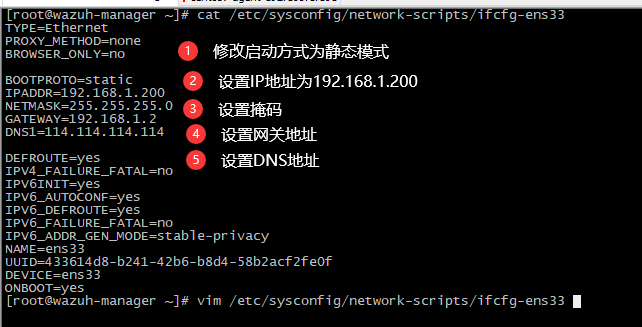 [root@wazuh-manager ~]# cat /etc/sysconfig/network-scripts/ifcfg-ens33
TYPE=Ethernet
PROXY_METHOD=none
BROWSER_ONLY=no
1 修改启动方式为静态模式
BOOTPROTO=static
2 设置IP地址为192.168.1.200
IPADDR=192.168.1.200
NETMASK=255.255.255.0
3 设置掩码
GATEWAY=192.168.1.2
DNS1=114.114.114.114
4 设置网关地址
DEFROUTE=yes
5 设置DNS地址
IPV4_FAILURE_FATAL=no
IPV6INIT=yes
IPV6_AUTOCONF=yes
IPV6_DEFROUTE=yes
IPV6_FAILURE_FATAL=no
IPV6_ADDR_GEN_MODE=stable-privacy
NAME=ens33
UUID=433614d8-b241-42b6-b8d4-58b2acf2fe0f
DEVICE=ens33
ONBOOT=yes
[root@wazuh-manager ~]# vim /etc/sysconfig/network-scripts/ifcfg-ens33